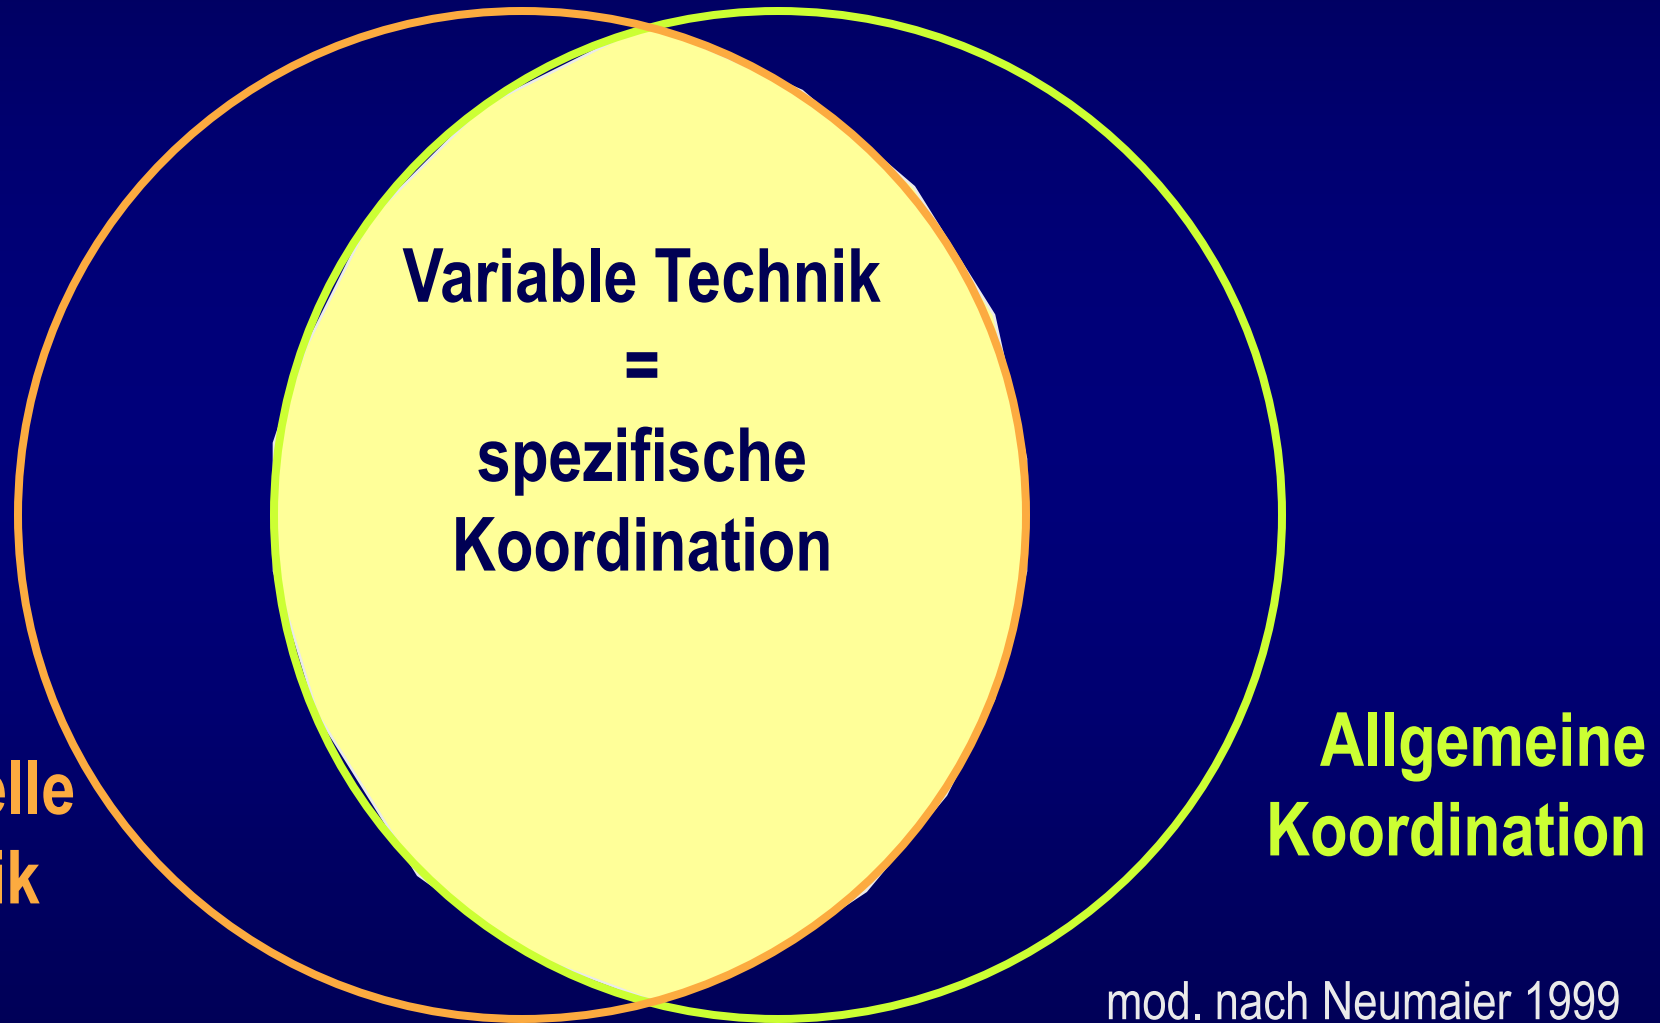 Variable Technik
=
spezifische
Koordination
Allgemeine
Koordination
mod. nach Neumaier 1999